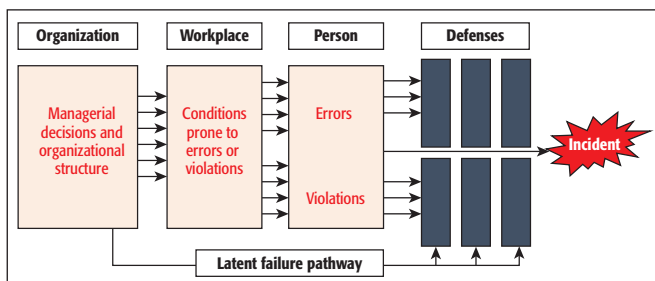 Organization
Workplace
Person
Defenses
Managerial
decisions and
organizational
structure
Conditions
prone to
errors or
violations
Errors
Violations
Incident
Latent failure pathway